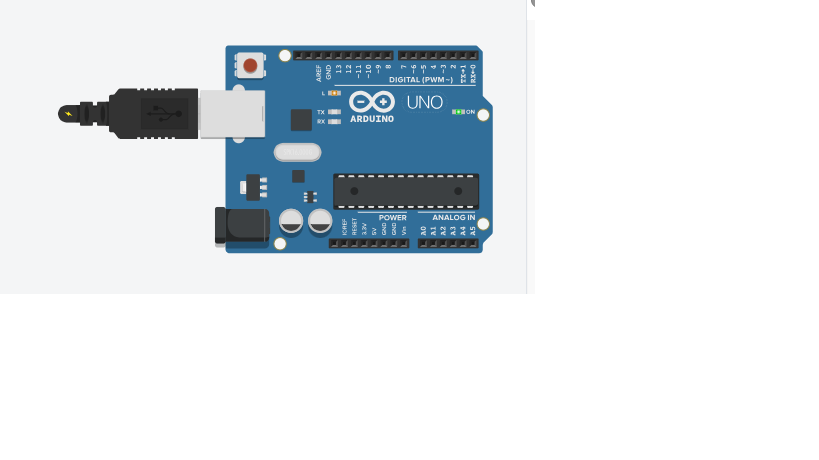 AREF
GND
13
12
~11
~10
~9
8
7
~6
~5
4
~3
2
TX→1
RX←0
DIGITAL (PWM~)
L
TX
RX
ARDUINO
UNO
ON
POWER
ANALOG IN
IOREF
RESET
3.3V
5V
GND
GND
Vin
A0
A1
A2
A3
A4
A5